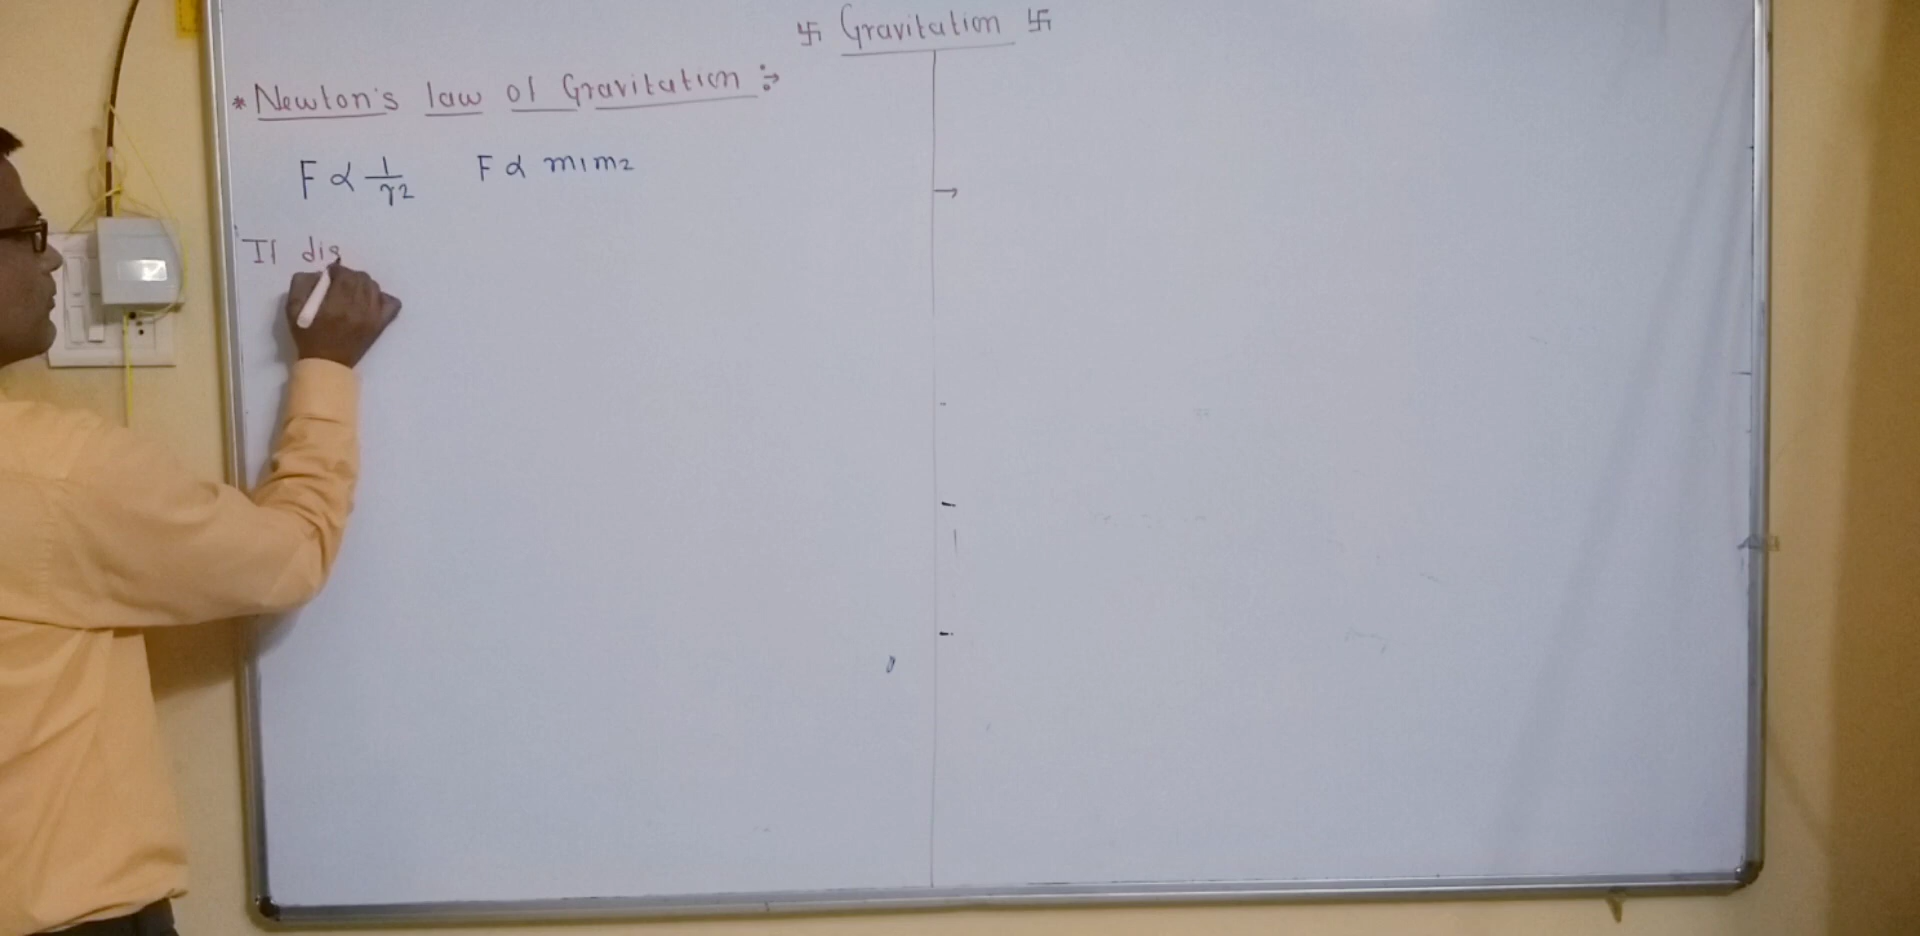 卐 Gravitation 卐
* Newton's law of Gravitation :→
F ∝ 1/r2 F ∝ m1m2
If dis